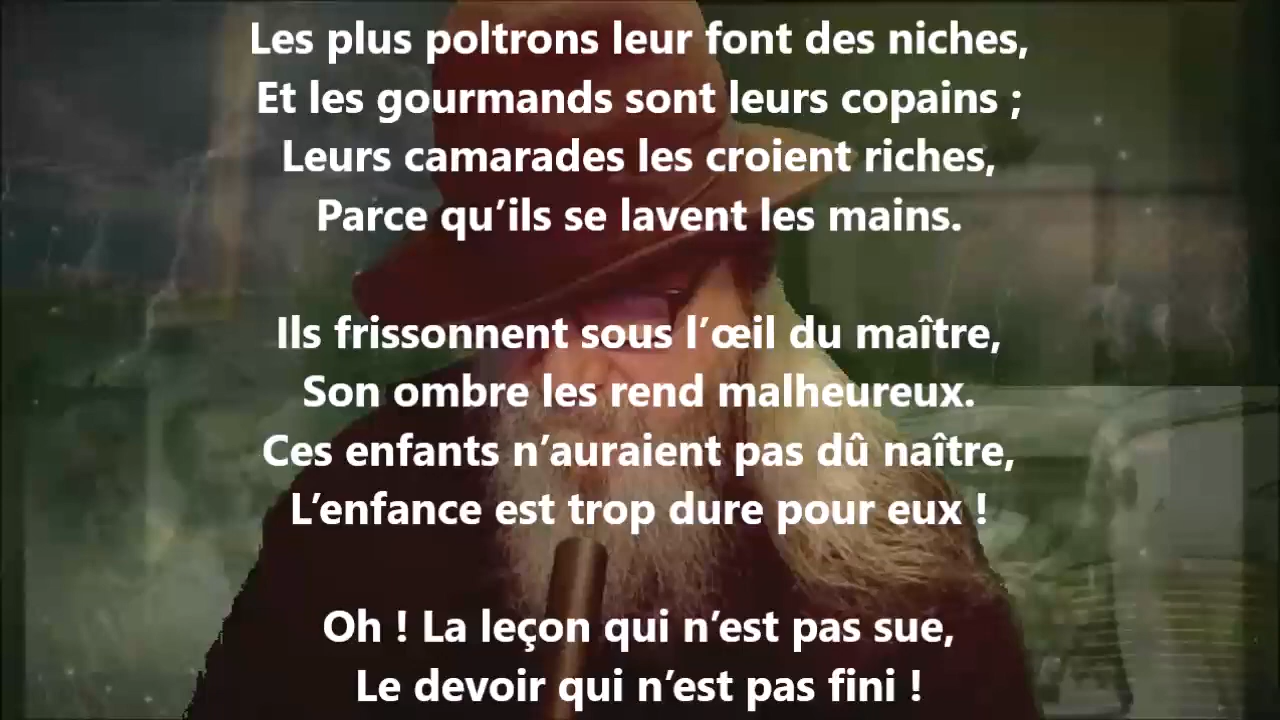 Les plus poltrons leur font des niches,
Et les gourmands sont leurs copains ;
Leurs camarades les croient riches,
Parce qu’ils se lavent les mains.
Ils frissonnent sous l’œil du maître,
Son ombre les rend malheureux.
Ces enfants n’auraient pas dû naître,
L’enfance est trop dure pour eux !
Oh ! La leçon qui n’est pas sue,
Le devoir qui n’est pas fini !